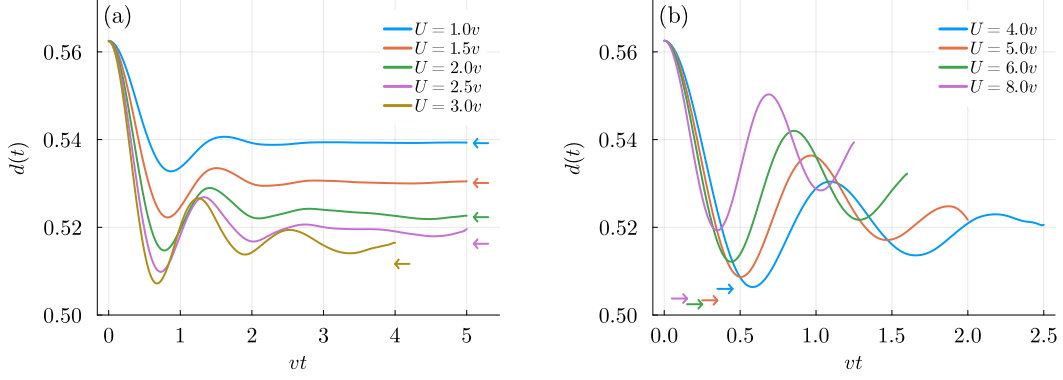 (a)
U = 1.0v
U = 1.5v
U = 2.0v
U = 2.5v
U = 3.0v
d(t)
0.56
0.54
0.52
0.50
0 1 2 3 4 5
vt
(b)
U = 4.0v
U = 5.0v
U = 6.0v
U = 8.0v
d(t)
0.56
0.54
0.52
0.50
0.0 0.5 1.0 1.5 2.0 2.5
vt